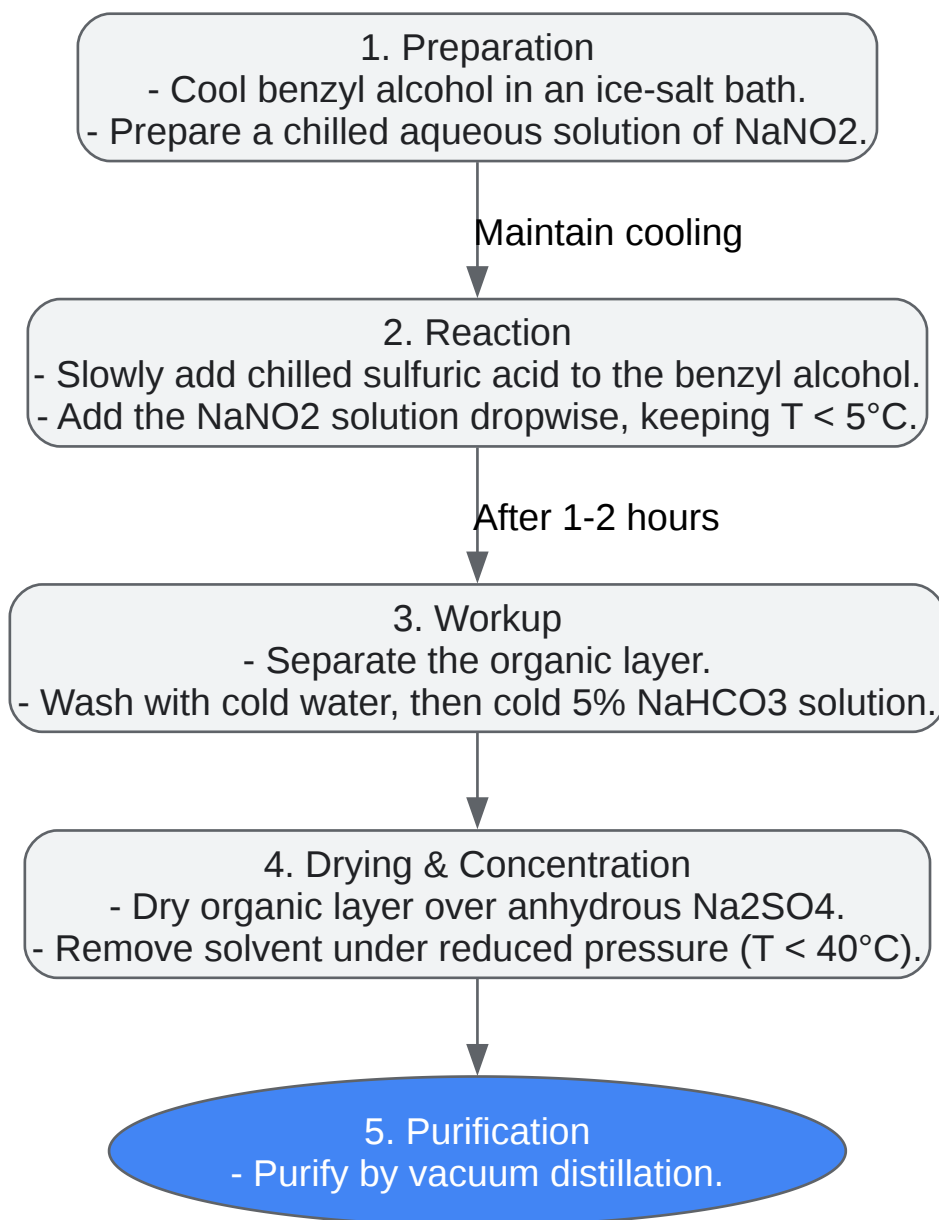 1. Preparation
- Cool benzyl alcohol in an ice-salt bath.
- Prepare a chilled aqueous solution of NaNO2.
Maintain cooling
2. Reaction
- Slowly add chilled sulfuric acid to the benzyl alcohol.
- Add the NaNO2 solution dropwise, keeping T < 5°C.
After 1-2 hours
3. Workup
- Separate the organic layer.
- Wash with cold water, then cold 5% NaHCO3 solution.
4. Drying & Concentration
- Dry organic layer over anhydrous Na2SO4.
- Remove solvent under reduced pressure (T < 40°C).
5. Purification
- Purify by vacuum distillation.